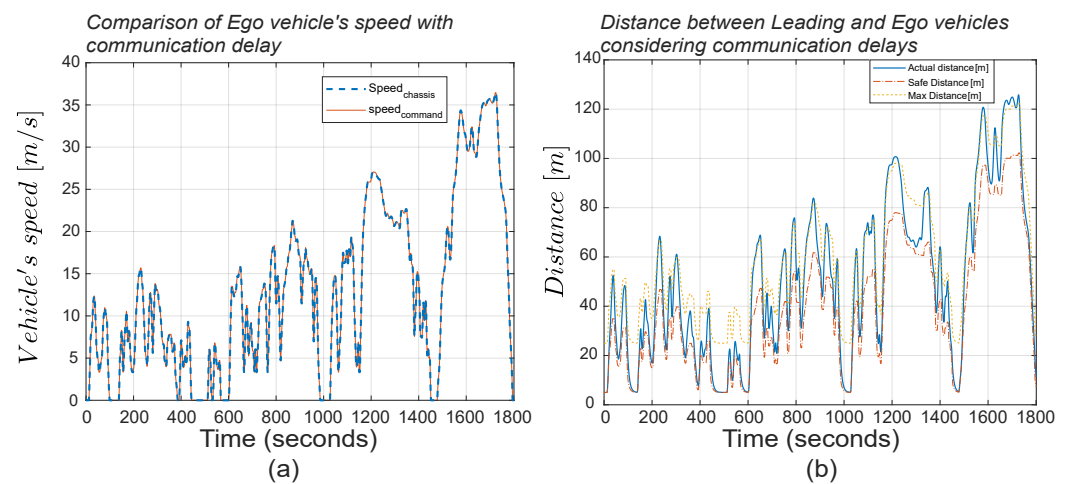 Comparison of Ego vehicle's speed with
communication delay
40
35
30
25
20
15
10
5
0
Vehicle's speed [m/s]
Speed_chassis
speed_command
0 200 400 600 800 1000 1200 1400 1600 1800
Time (seconds)
(a)
Distance between Leading and Ego vehicles
considering communication delays
140
120
100
80
60
40
20
0
Distance [m]
Actual distance[m]
Safe Distance[m]
Max Distance[m]
0 200 400 600 800 1000 1200 1400 1600 1800
Time (seconds)
(b)